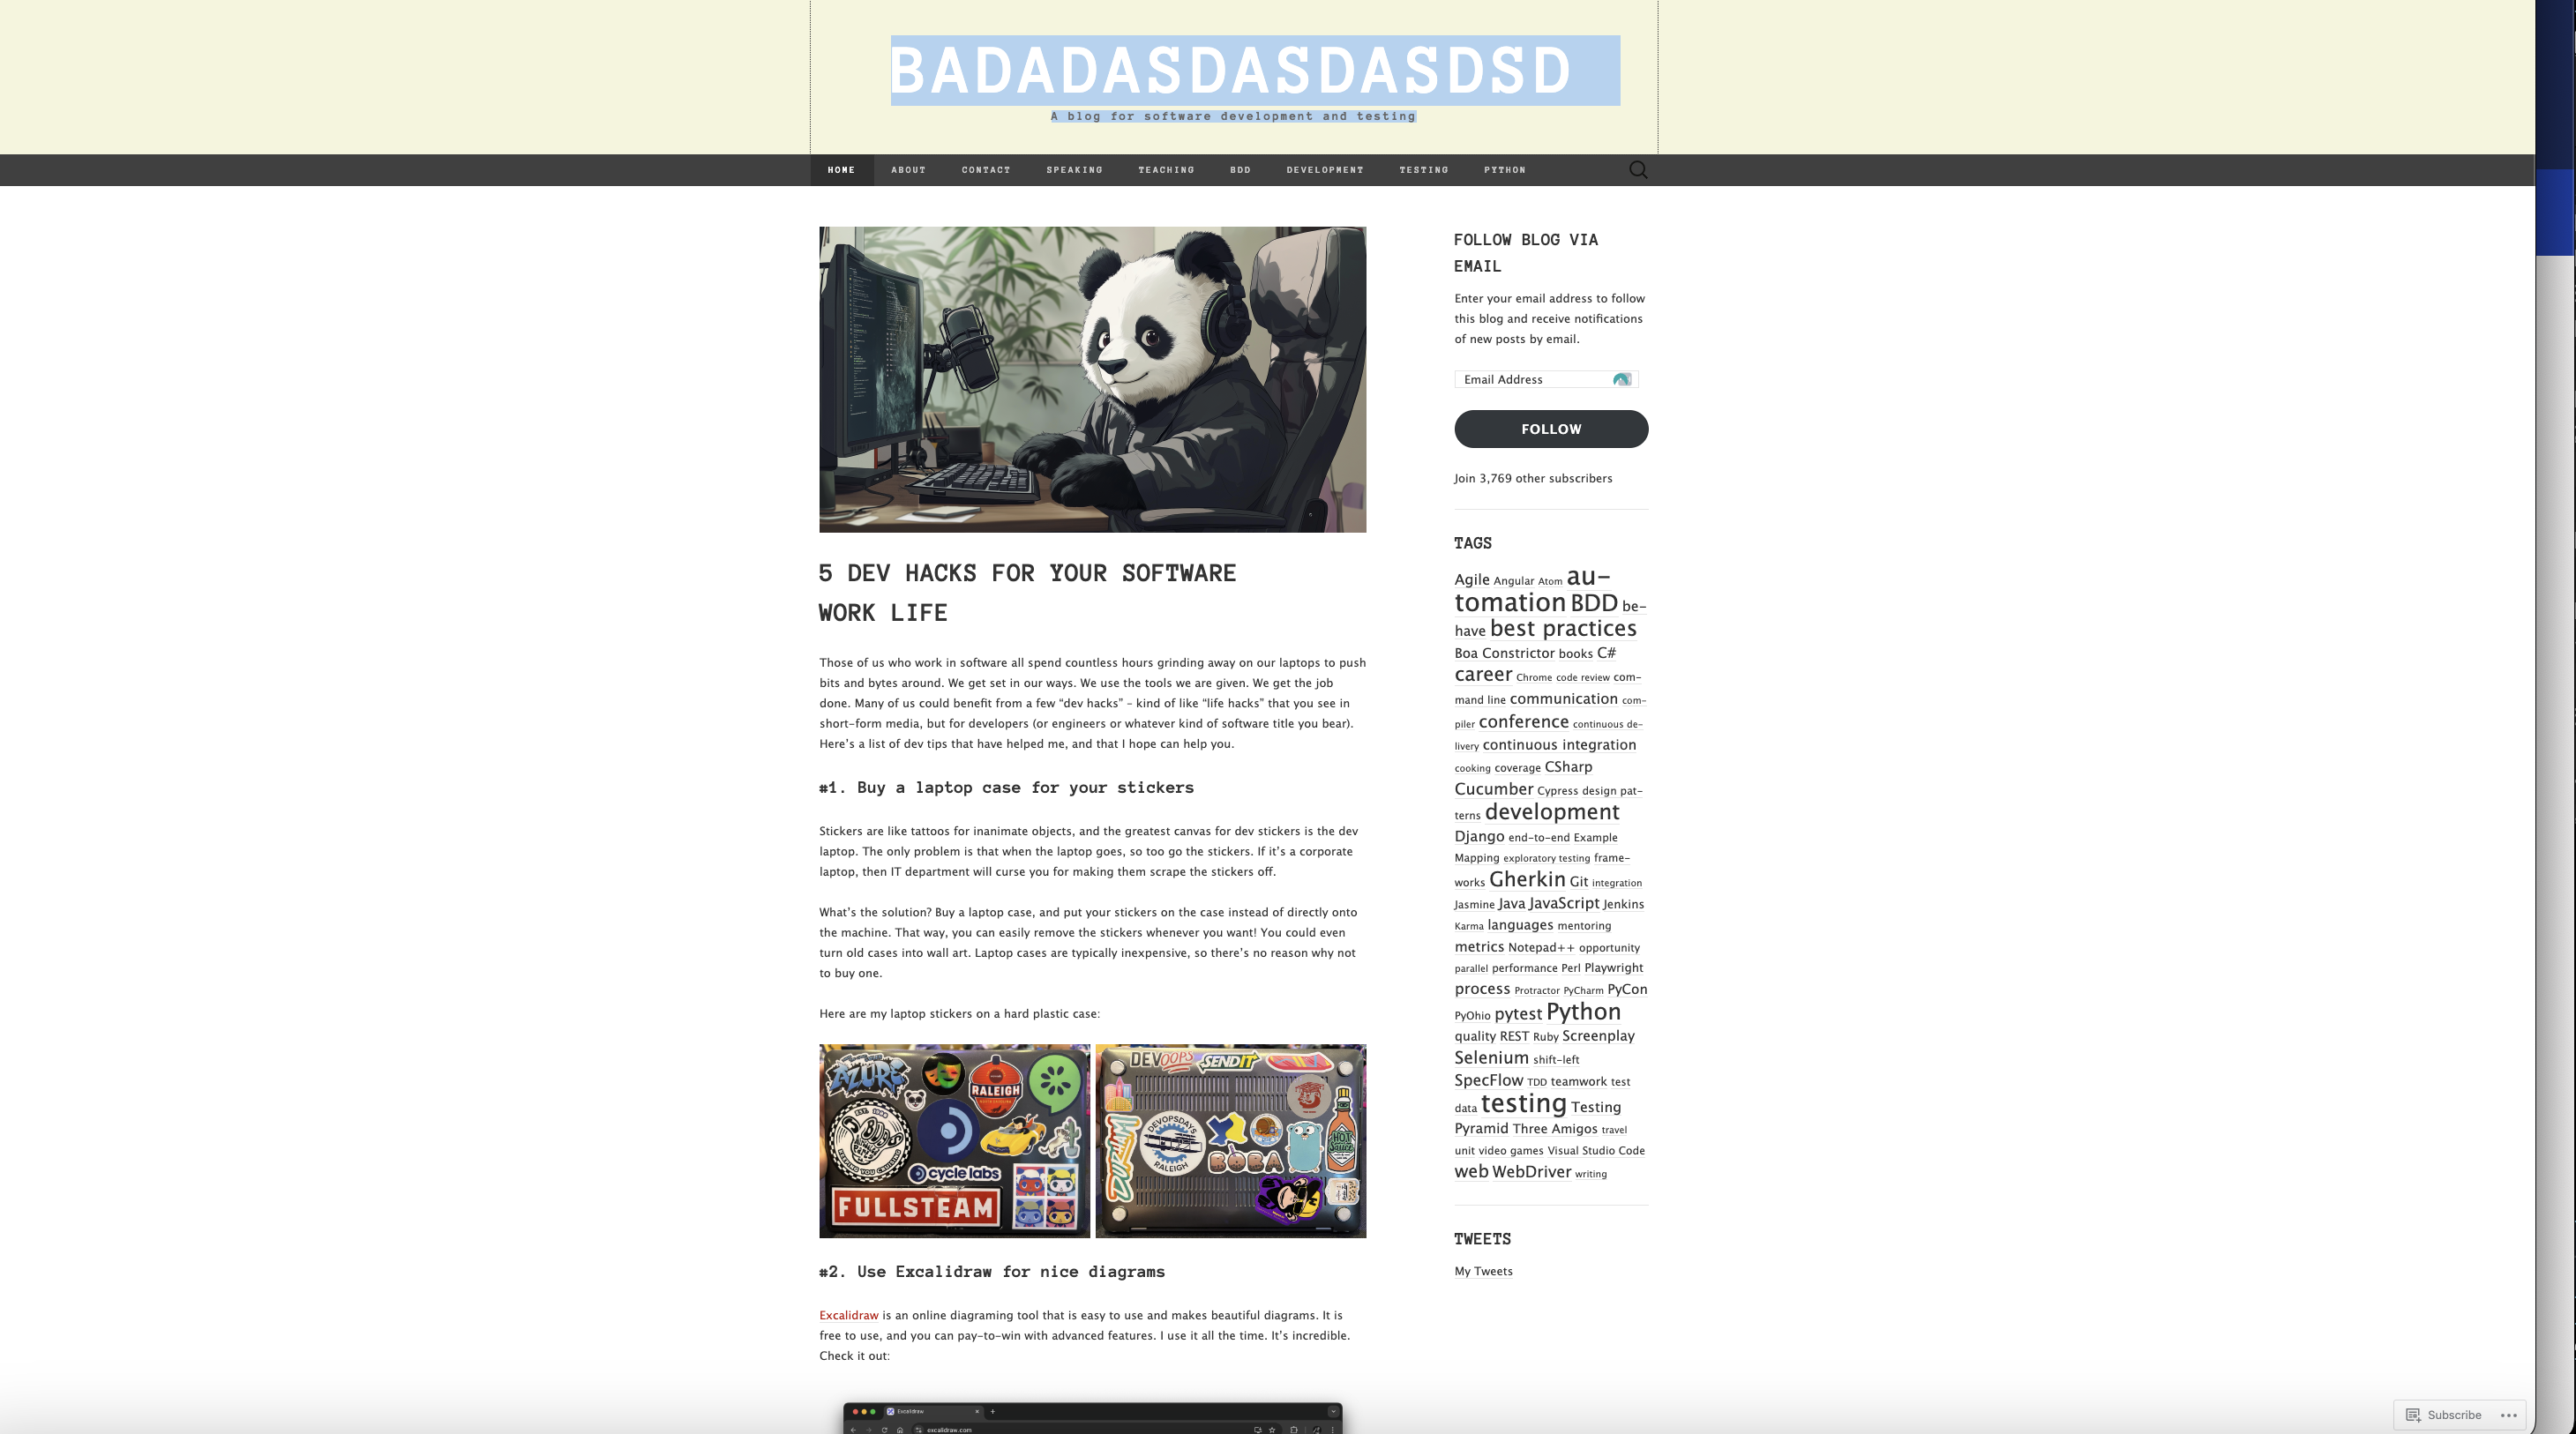 BADADASDASDASDSD
A blog for software development and testing
HOME ABOUT CONTACT SPEAKING TEACHING BDD DEVELOPMENT TESTING PYTHON
5 DEV HACKS FOR YOUR SOFTWARE
WORK LIFE
Those of us who work in software all spend countless hours grinding away on our laptops to push
bits and bytes around. We get set in our ways. We use the tools we are given. We get the job
done. Many of us could benefit from a few “dev hacks” – kind of like “life hacks” that you see in
short-form media, but for developers (or engineers or whatever kind of software title you bear).
Here’s a list of dev tips that have helped me, and that I hope can help you.
#1. Buy a laptop case for your stickers
Stickers are like tattoos for inanimate objects, and the greatest canvas for dev stickers is the dev
laptop. The only problem is that when the laptop goes, so too go the stickers. If it’s a corporate
laptop, then IT department will curse you for making them scrape the stickers off.
What’s the solution? Buy a laptop case, and put your stickers on the case instead of directly onto
the machine. That way, you can easily remove the stickers whenever you want! You could even
turn old cases into wall art. Laptop cases are typically inexpensive, so there’s no reason why not
to buy one.
Here are my laptop stickers on a hard plastic case:
AZURE
RALEIGH
EST. 1984
cycle labs
FULLSTEAM
DEVOOPS
SEND IT
DEVOPSDAYS
RALEIGH
BOBA
HOT
Sauce
#2. Use Excalidraw for nice diagrams
Excalidraw is an online diagraming tool that is easy to use and makes beautiful diagrams. It is
free to use, and you can pay-to-win with advanced features. I use it all the time. It’s incredible.
Check it out:
Excalidraw
excalidraw.com
FOLLOW BLOG VIA
EMAIL
Enter your email address to follow
this blog and receive notifications
of new posts by email.
Email Address
FOLLOW
Join 3,769 other subscribers
TAGS
Agile Angular Atom au-
tomation BDD be-
have best practices
Boa Constrictor books C#
career Chrome code review com-
mand line communication com-
piler conference continuous de-
livery continuous integration
cooking coverage CSharp
Cucumber Cypress design pat-
terns development
Django end-to-end Example
Mapping exploratory testing frame-
works Gherkin Git integration
Jasmine Java JavaScript Jenkins
Karma languages mentoring
metrics Notepad++ opportunity
parallel performance Perl Playwright
process Protractor PyCharm PyCon
PyOhio pytest Python
quality REST Ruby Screenplay
Selenium shift-left
SpecFlow TDD teamwork test
data testing Testing
Pyramid Three Amigos travel
unit video games Visual Studio Code
web WebDriver writing
TWEETS
My Tweets
Subscribe